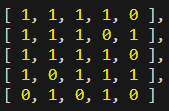 [ 1, 1, 1, 1, 0 ],
[ 1, 1, 1, 0, 1 ],
[ 1, 1, 1, 1, 0 ],
[ 1, 0, 1, 1, 1 ],
[ 0, 1, 0, 1, 0 ]